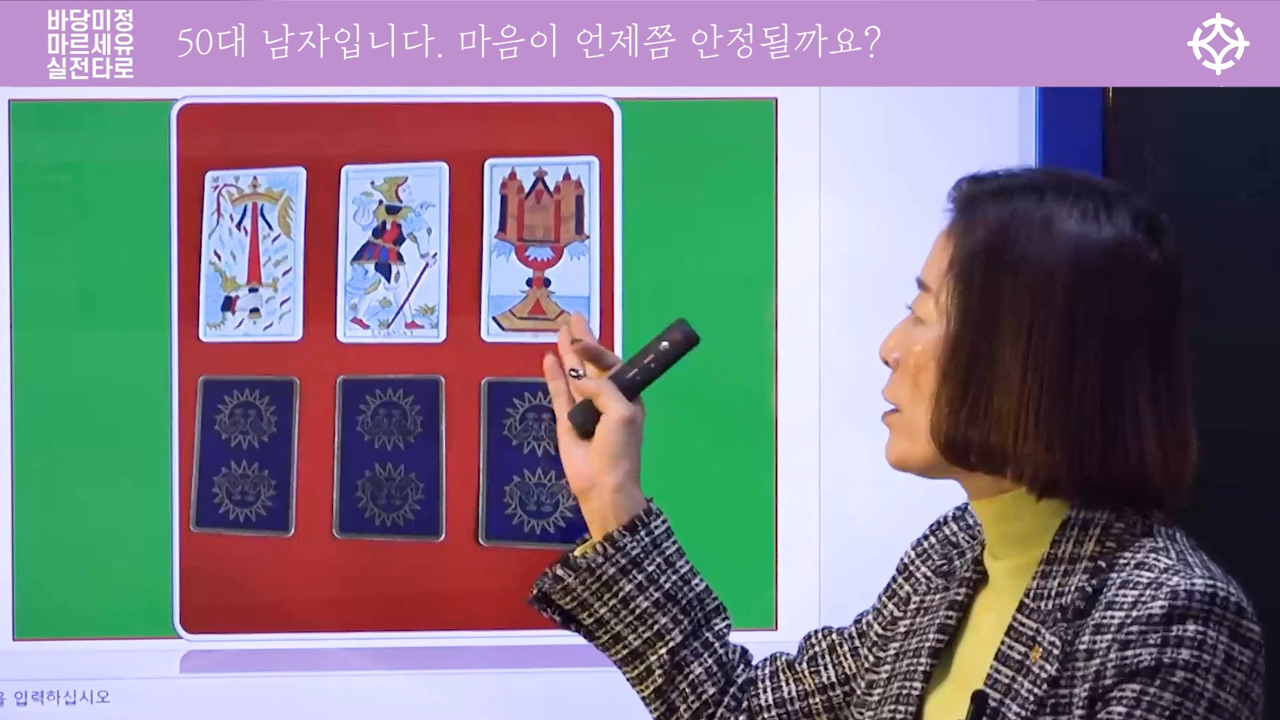 바당미정
마르세유
실전타로
50대 남자입니다. 마음이 언제쯤 안정될까요?
을 입력하십시오